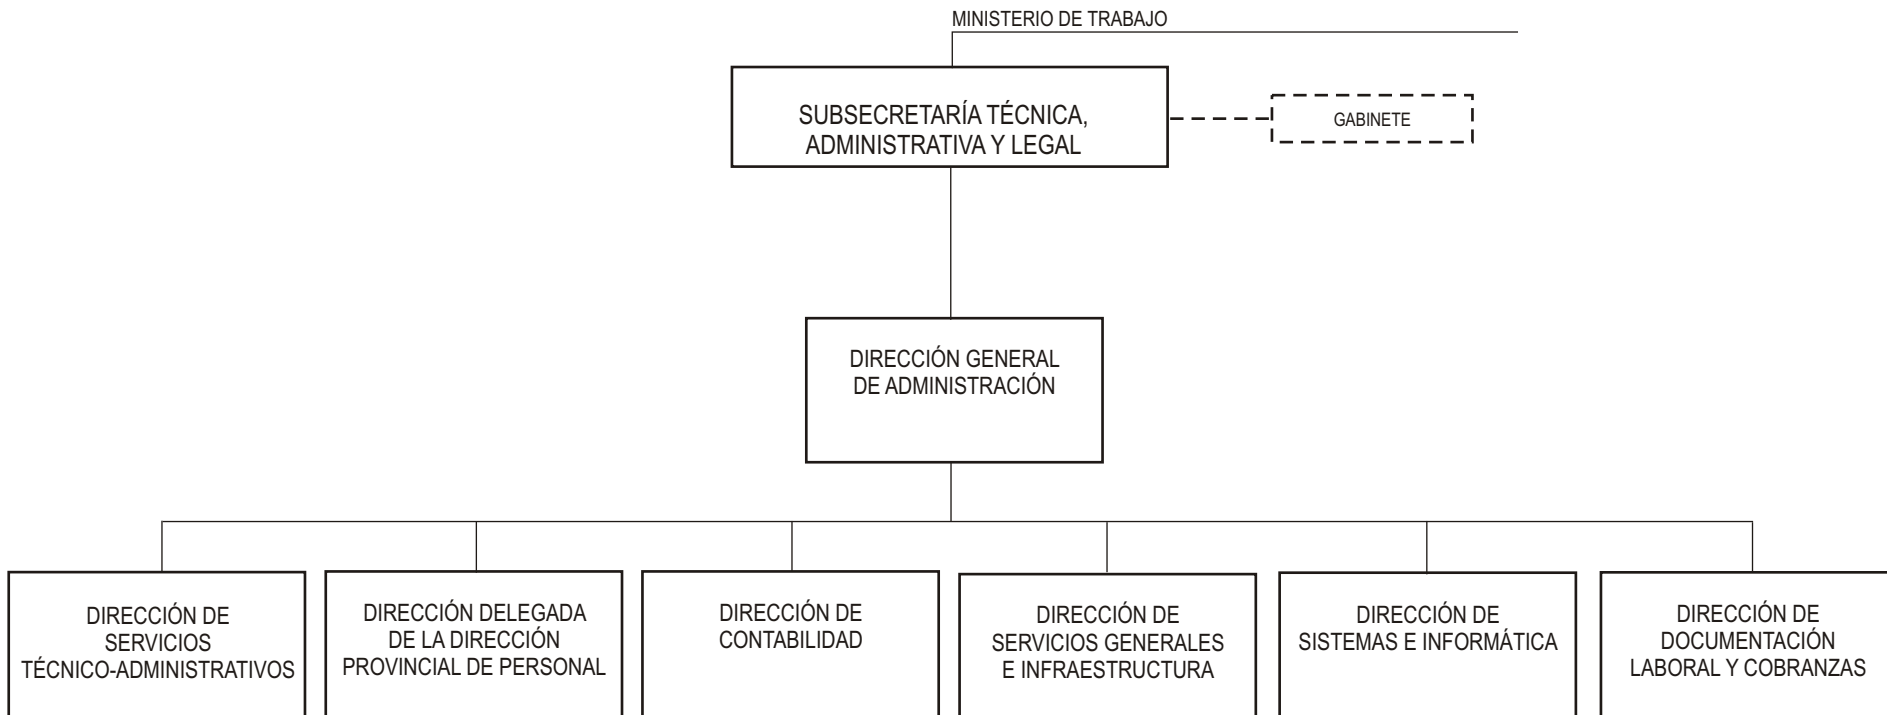 MINISTERIO DE TRABAJO
SUBSECRETARÍA TÉCNICA,
ADMINISTRATIVA Y LEGAL
GABINETE
DIRECCIÓN GENERAL
DE ADMINISTRACIÓN
DIRECCIÓN DE
SERVICIOS
TÉCNICO-ADMINISTRATIVOS
DIRECCIÓN DELEGADA
DE LA DIRECCIÓN
PROVINCIAL DE PERSONAL
DIRECCIÓN DE
CONTABILIDAD
DIRECCIÓN DE
SERVICIOS GENERALES
E INFRAESTRUCTURA
DIRECCIÓN DE
SISTEMAS E INFORMÁTICA
DIRECCIÓN DE
DOCUMENTACIÓN
LABORAL Y COBRANZAS